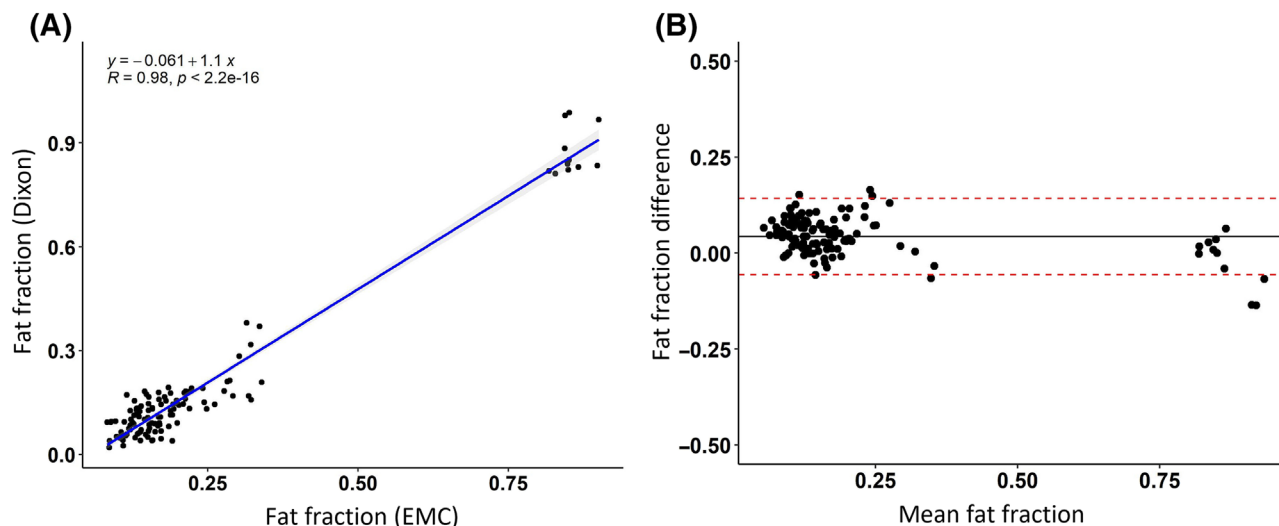 (A)
y = −0.061 + 1.1 x
R = 0.98, p < 2.2e-16
Fat fraction (Dixon)
0.9
0.6
0.3
0.0
0.25
0.50
0.75
Fat fraction (EMC)
(B)
Fat fraction difference
0.50
0.25
0.00
−0.25
−0.50
0.25
0.50
0.75
Mean fat fraction